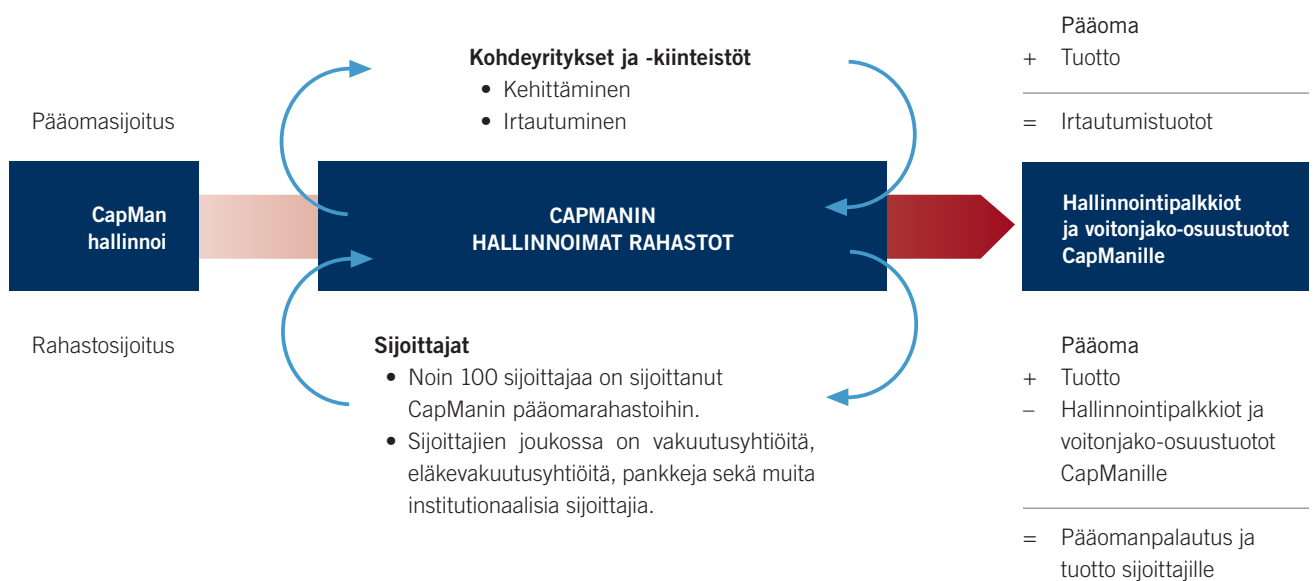 Pääomasijoitus
CapMan
hallinnoi
Rahastosijoitus
Kohdeyritykset ja -kiinteistöt
• Kehittäminen
• Irtautuminen
CAPMANIN
HALLINNOIMAT RAHASTOT
Sijoittajat
• Noin 100 sijoittajaa on sijoittanut
CapManin pääomarahastoihin.
• Sijoittajien joukossa on vakuutusyhtiöitä,
eläkevakuutusyhtiöitä, pankkeja sekä muita
institutionaalisia sijoittajia.
Pääoma
+ Tuotto
= Irtautumistuotot
Hallinnointipalkkiot
ja voitonjako-osuustuotot
CapManille
Pääoma
+ Tuotto
– Hallinnointipalkkiot ja
voitonjako-osuustuotot
CapManille
= Pääomanpalautus ja
tuotto sijoittajille